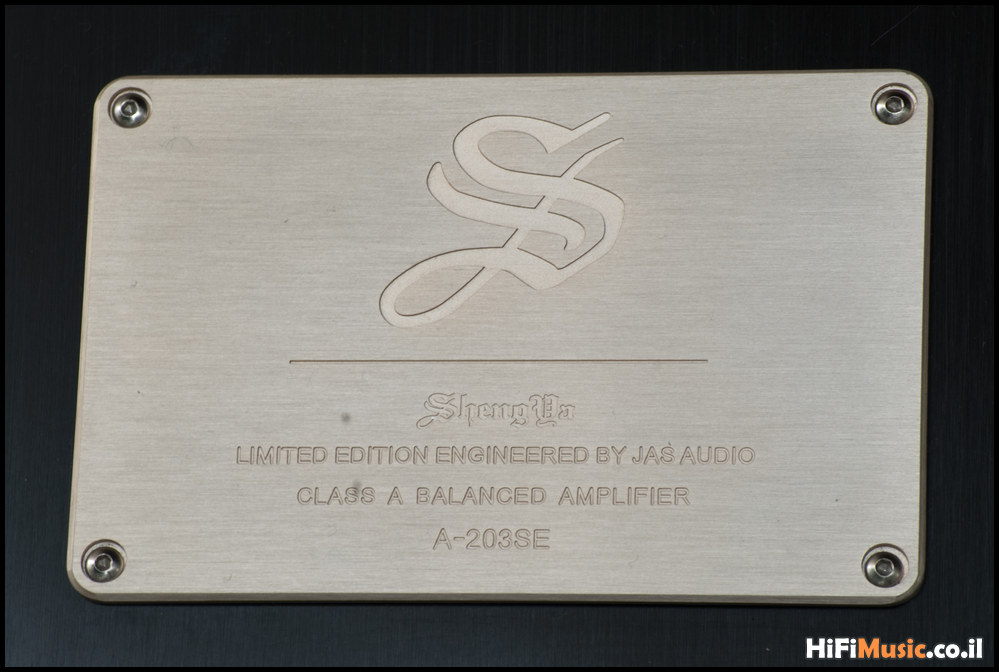 S
ShengYa
LIMITED EDITION ENGINEERED BY JAS AUDIO
CLASS A BALANCED AMPLIFIER
A-203SE
HiFiMusic.co.il